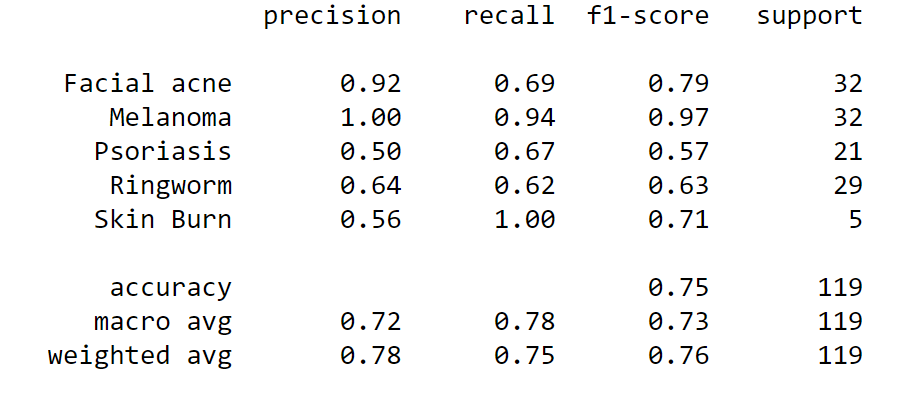 precision recall f1-score support
Facial acne 0.92 0.69 0.79 32
Melanoma 1.00 0.94 0.97 32
Psoriasis 0.50 0.67 0.57 21
Ringworm 0.64 0.62 0.63 29
Skin Burn 0.56 1.00 0.71 5
accuracy 0.75 119
macro avg 0.72 0.78 0.73 119
weighted avg 0.78 0.75 0.76 119